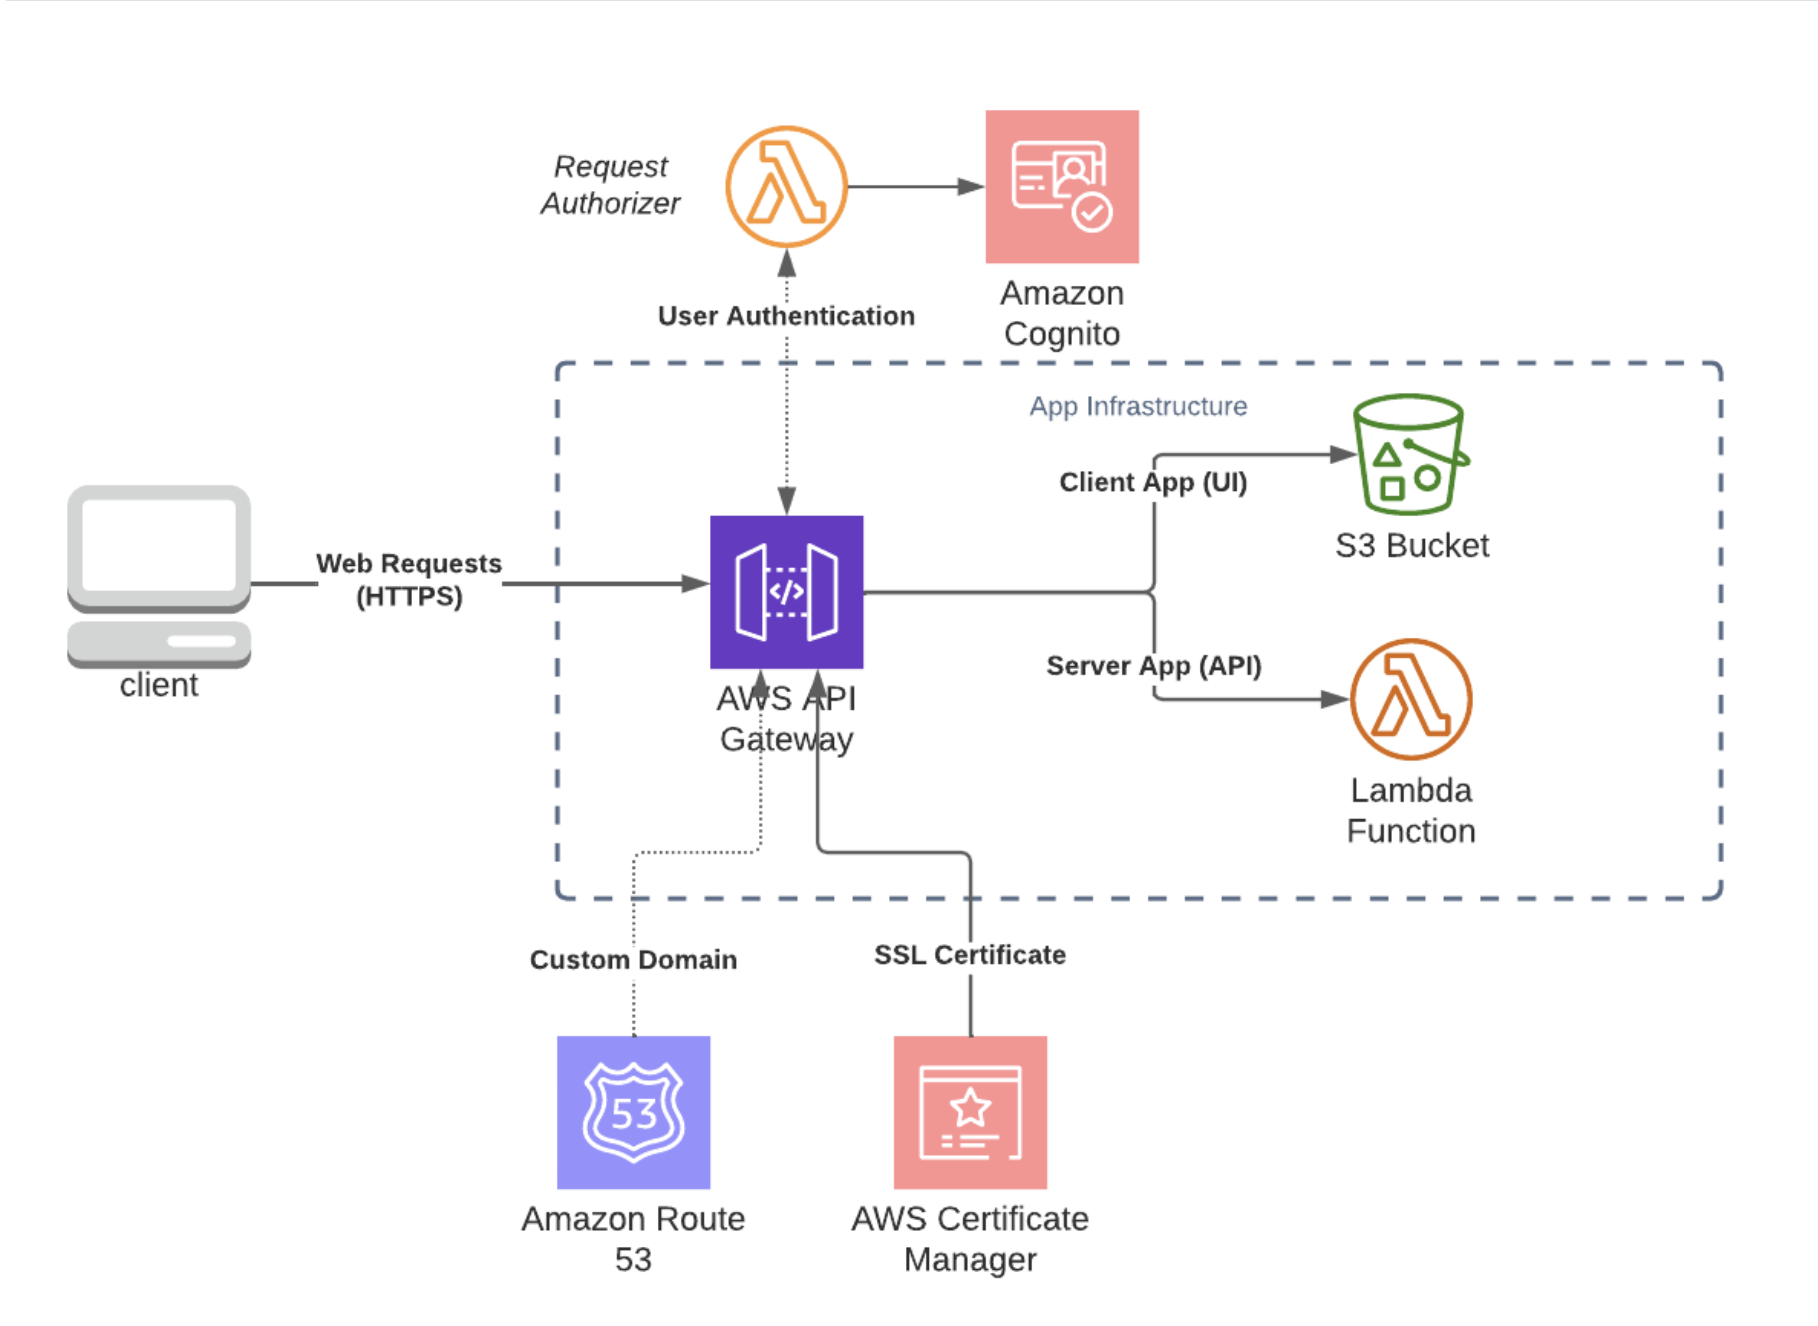 Request
Authorizer
Amazon
Cognito
User Authentication
App Infrastructure
Client App (UI)
S3 Bucket
Web Requests
(HTTPS)
client
</>
AWS API
Gateway
Server App (API)
Lambda
Function
Custom Domain
SSL Certificate
53
Amazon Route
53
AWS Certificate
Manager